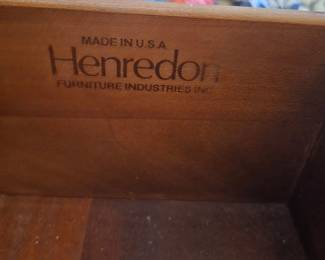 MADE IN U.S.A
Henredon
FURNITURE INDUSTRIES INC